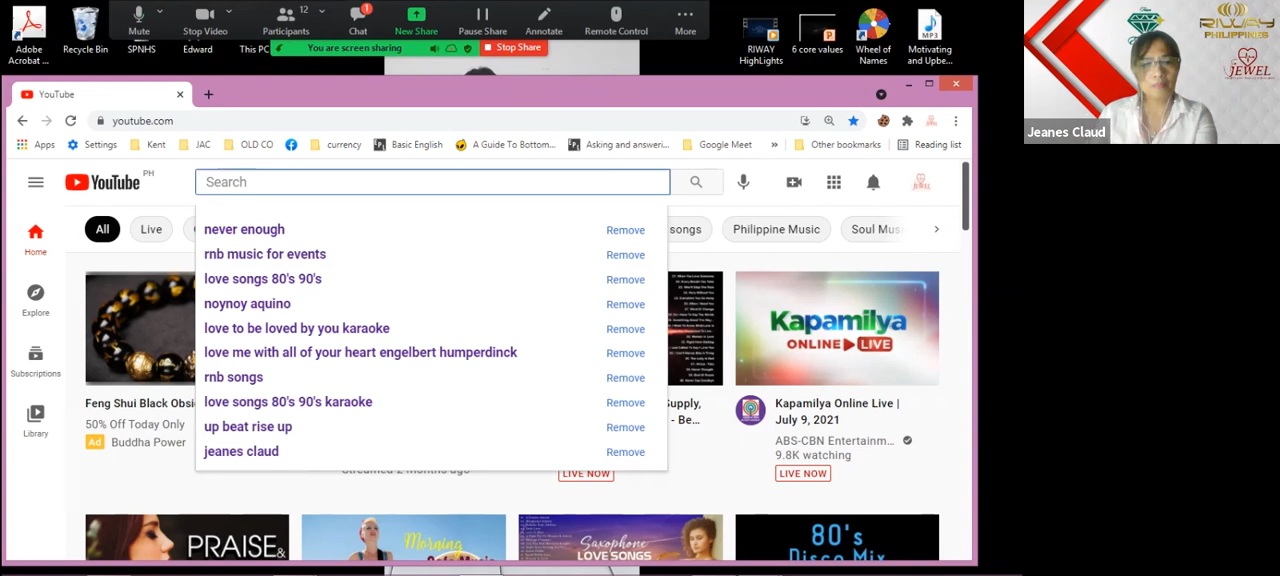 Mute
Stop Video
Participants
12
Chat
1
New Share
Pause Share
Annotate
Remote Control
More
You are screen sharing
Stop Share
Adobe
Acrobat ...
Recycle Bin
SPNHS
Edward
This PC
RIWAY
HighLights
6 core values
Wheel of
Names
MP3
Motivating
and Upbe...
RIWAY
PHILIPPINES
JEWEL
Jeanes Claud
YouTube
youtube.com
Apps
Settings
Kent
JAC
OLD CO
currency
Basic English
A Guide To Bottom...
Asking and answeri...
Google Meet
»
Other bookmarks
Reading list
YouTube PH
Search
All
Live
songs
Philippine Music
Soul Mus
Home
Explore
Subscriptions
Library
never enough Remove
rnb music for events Remove
love songs 80's 90's Remove
noynoy aquino Remove
love to be loved by you karaoke Remove
love me with all of your heart engelbert humperdinck Remove
rnb songs Remove
love songs 80's 90's karaoke Remove
up beat rise up Remove
jeanes claud Remove
Feng Shui Black Obsi
50% Off Today Only
Ad Buddha Power
Streamed 2 months ago
Supply,
- Be...
LIVE NOW
Kapamilya
ONLINE LIVE
Kapamilya Online Live |
July 9, 2021
ABS-CBN Entertainm...
9.8K watching
LIVE NOW
PRAISE &
Morning
Saxophone
LOVE SONGS
80's
Disco Mix